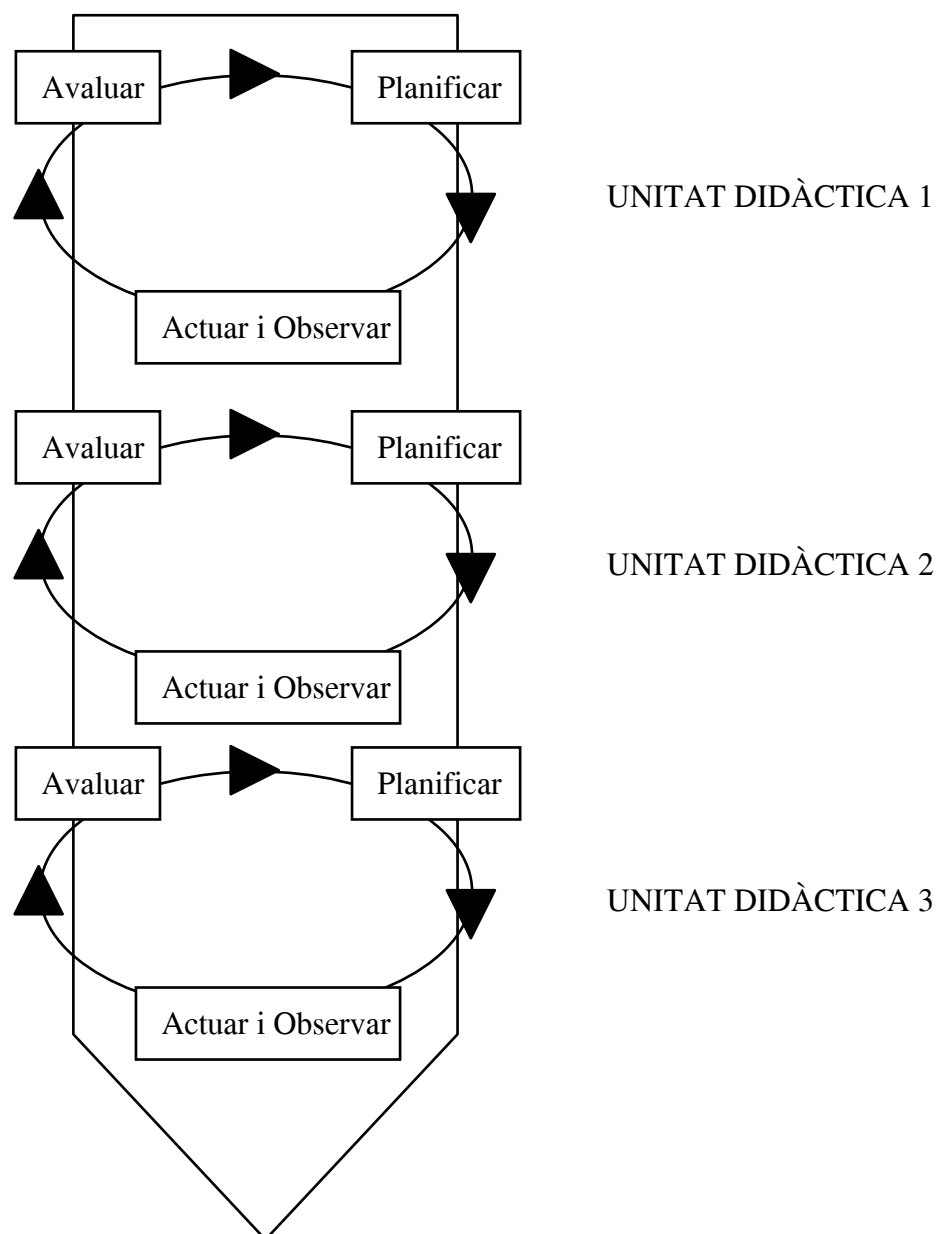 Avaluar
Planificar
UNITAT DIDÀCTICA 1
Actuar i Observar
Avaluar
Planificar
UNITAT DIDÀCTICA 2
Actuar i Observar
Avaluar
Planificar
UNITAT DIDÀCTICA 3
Actuar i Observar